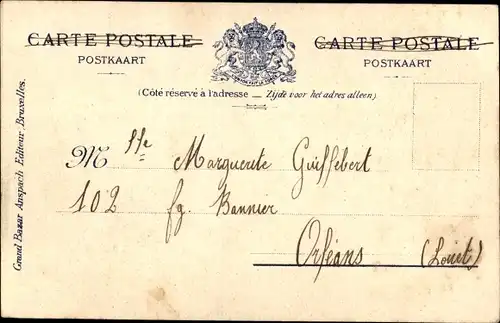 CARTE POSTALE
POSTKAART
CARTE POSTALE
POSTKAART
(Côté réservé à l'adresse _ Zijde voor het adres alleen)
Grand Bazar Anspach Editeur, Bruxelles.
Mlle Marguerite Guiffebert
102 fg. Bannier
Orléans (Loiret)